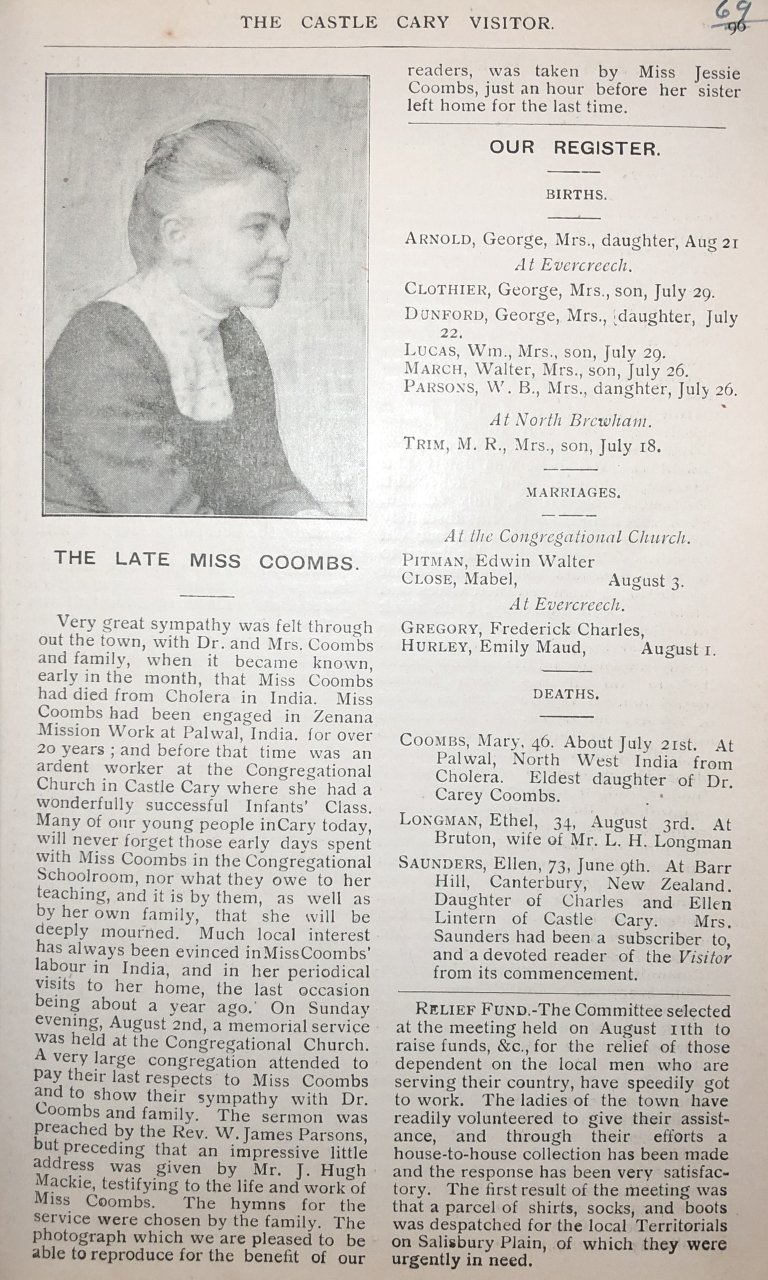 THE CASTLE CARY VISITOR.
69
96
THE LATE MISS COOMBS.
Very great sympathy was felt through
out the town, with Dr. and Mrs. Coombs
and family, when it became known,
early in the month, that Miss Coombs
had died from Cholera in India. Miss
Coombs had been engaged in Zenana
Mission Work at Palwal, India. for over
20 years ; and before that time was an
ardent worker at the Congregational
Church in Castle Cary where she had a
wonderfully successful Infants' Class.
Many of our young people inCary today,
will never forget those early days spent
with Miss Coombs in the Congregational
Schoolroom, nor what they owe to her
teaching, and it is by them, as well as
by her own family, that she will be
deeply mourned. Much local interest
has always been evinced inMissCoombs'
labour in India, and in her periodical
visits to her home, the last occasion
being about a year ago. On Sunday
evening, August 2nd, a memorial service
was held at the Congregational Church.
A very large congregation attended to
pay their last respects to Miss Coombs
and to show their sympathy with Dr.
Coombs and family. The sermon was
preached by the Rev. W. James Parsons,
but preceding that an impressive little
address was given by Mr. J. Hugh
Mackie, testifying to the life and work of
Miss Coombs. The hymns for the
service were chosen by the family. The
photograph which we are pleased to be
able to reproduce for the benefit of our
readers, was taken by Miss Jessie
Coombs, just an hour before her sister
left home for the last time.
OUR REGISTER.
BIRTHS.
ARNOLD, George, Mrs., daughter, Aug 21
At Evercreech.
CLOTHIER, George, Mrs., son, July 29.
DUNFORD, George, Mrs., daughter, July
22.
LUCAS, Wm., Mrs., son, July 29.
MARCH, Walter, Mrs., son, July 26.
PARSONS, W. B., Mrs., danghter, July 26.
At North Brewham.
TRIM, M. R., Mrs., son, July 18.
MARRIAGES.
At the Congregational Church.
PITMAN, Edwin Walter
CLOSE, Mabel, August 3.
At Evercreech.
GREGORY, Frederick Charles,
HURLEY, Emily Maud, August 1.
DEATHS.
COOMBS, Mary, 46. About July 21st. At
Palwal, North West India from
Cholera. Eldest daughter of Dr.
Carey Coombs.
LONGMAN, Ethel, 34, August 3rd. At
Bruton, wife of Mr. L. H. Longman
SAUNDERS, Ellen, 73, June 9th. At Barr
Hill, Canterbury, New Zealand.
Daughter of Charles and Ellen
Lintern of Castle Cary. Mrs.
Saunders had been a subscriber to,
and a devoted reader of the Visitor
from its commencement.
RELIEF FUND.-The Committee selected
at the meeting held on August 11th to
raise funds, &c., for the relief of those
dependent on the local men who are
serving their country, have speedily got
to work. The ladies of the town have
readily volunteered to give their assist-
ance, and through their efforts a
house-to-house collection has been made
and the response has been very satisfac-
tory. The first result of the meeting was
that a parcel of shirts, socks, and boots
was despatched for the local Territorials
on Salisbury Plain, of which they were
urgently in need.